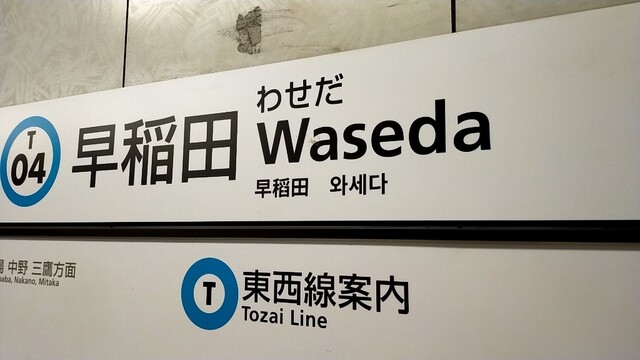 T
04
早稲田
わせだ
Waseda
早稻田 와세다
中野 三鷹方面
Nakano, Mitaka
T
東西線案内
Tozai Line